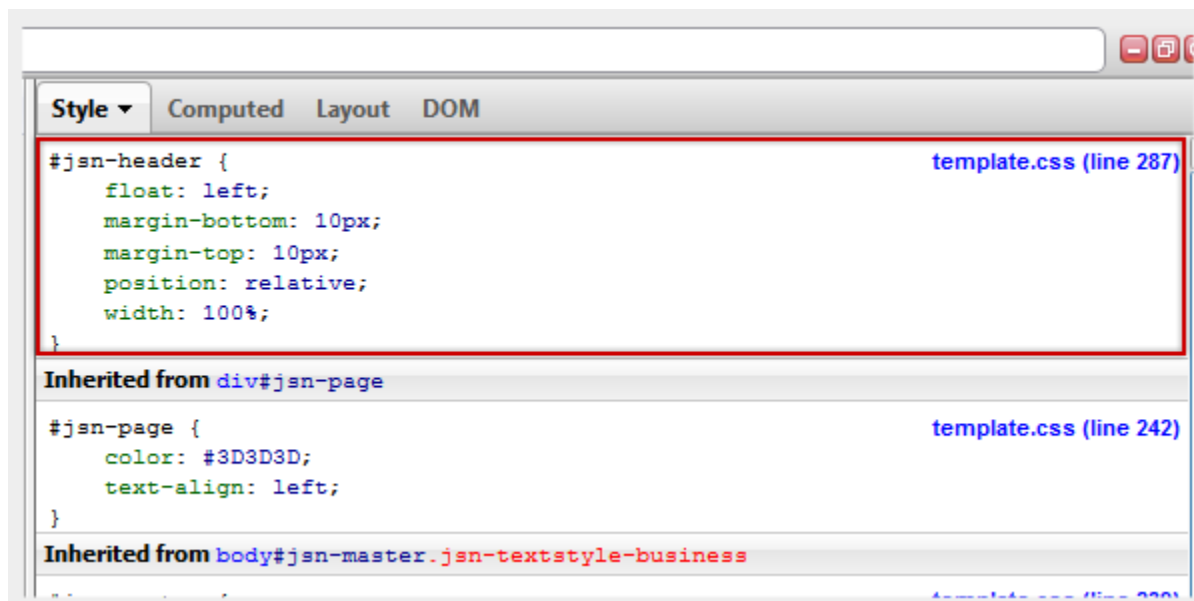 Style ▼ Computed Layout DOM
#jsn-header { template.css (line 287)
float: left;
margin-bottom: 10px;
margin-top: 10px;
position: relative;
width: 100%;
}
Inherited from div#jsn-page
#jsn-page { template.css (line 242)
color: #3D3D3D;
text-align: left;
}
Inherited from body#jsn-master.jsn-textstyle-business